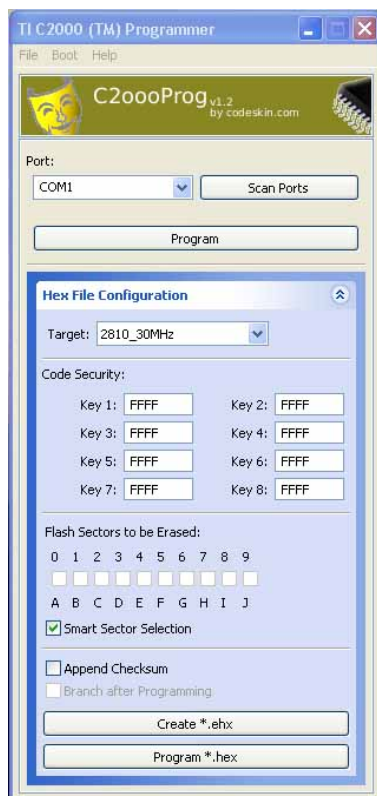 TI C2000 (TM) Programmer
File Boot Help
C2oooProg v1.2
by codeskin.com
Port:
COM1 Scan Ports
Program
Hex File Configuration
Target: 2810_30MHz
Code Security:
Key 1: FFFF Key 2: FFFF
Key 3: FFFF Key 4: FFFF
Key 5: FFFF Key 6: FFFF
Key 7: FFFF Key 8: FFFF
Flash Sectors to be Erased:
0 1 2 3 4 5 6 7 8 9
A B C D E F G H I J
Smart Sector Selection
Append Checksum
Branch after Programming
Create *.ehx
Program *.hex